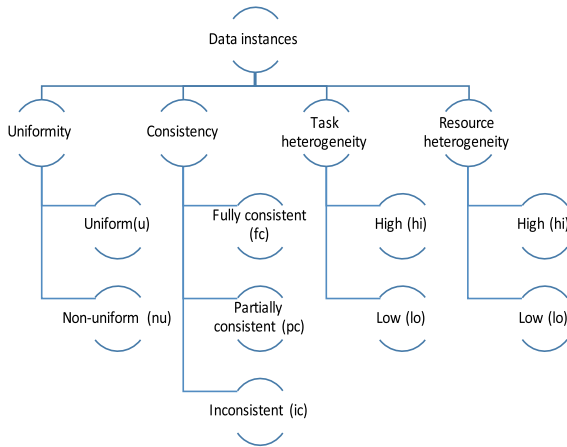 Data instances
Uniformity
Consistency
Task
heterogeneity
Resource
heterogeneity
Uniform(u)
Fully consistent
(fc)
High (hi)
High (hi)
Non-uniform (nu)
Partially
consistent (pc)
Low (lo)
Low (lo)
Inconsistent (ic)